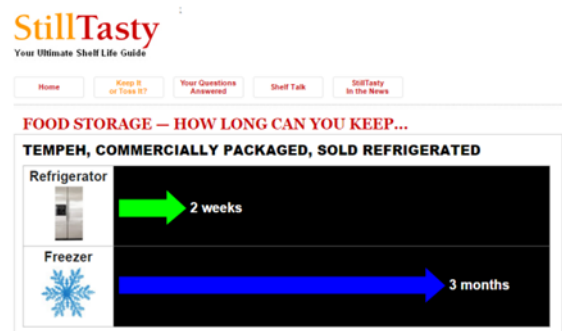 StillTasty
Your Ultimate Shelf Life Guide
Home
Keep It
or Toss It?
Your Questions
Answered
Shelf Talk
StillTasty
In the News
FOOD STORAGE — HOW LONG CAN YOU KEEP...
TEMPEH, COMMERCIALLY PACKAGED, SOLD REFRIGERATED
Refrigerator
2 weeks
Freezer
3 months